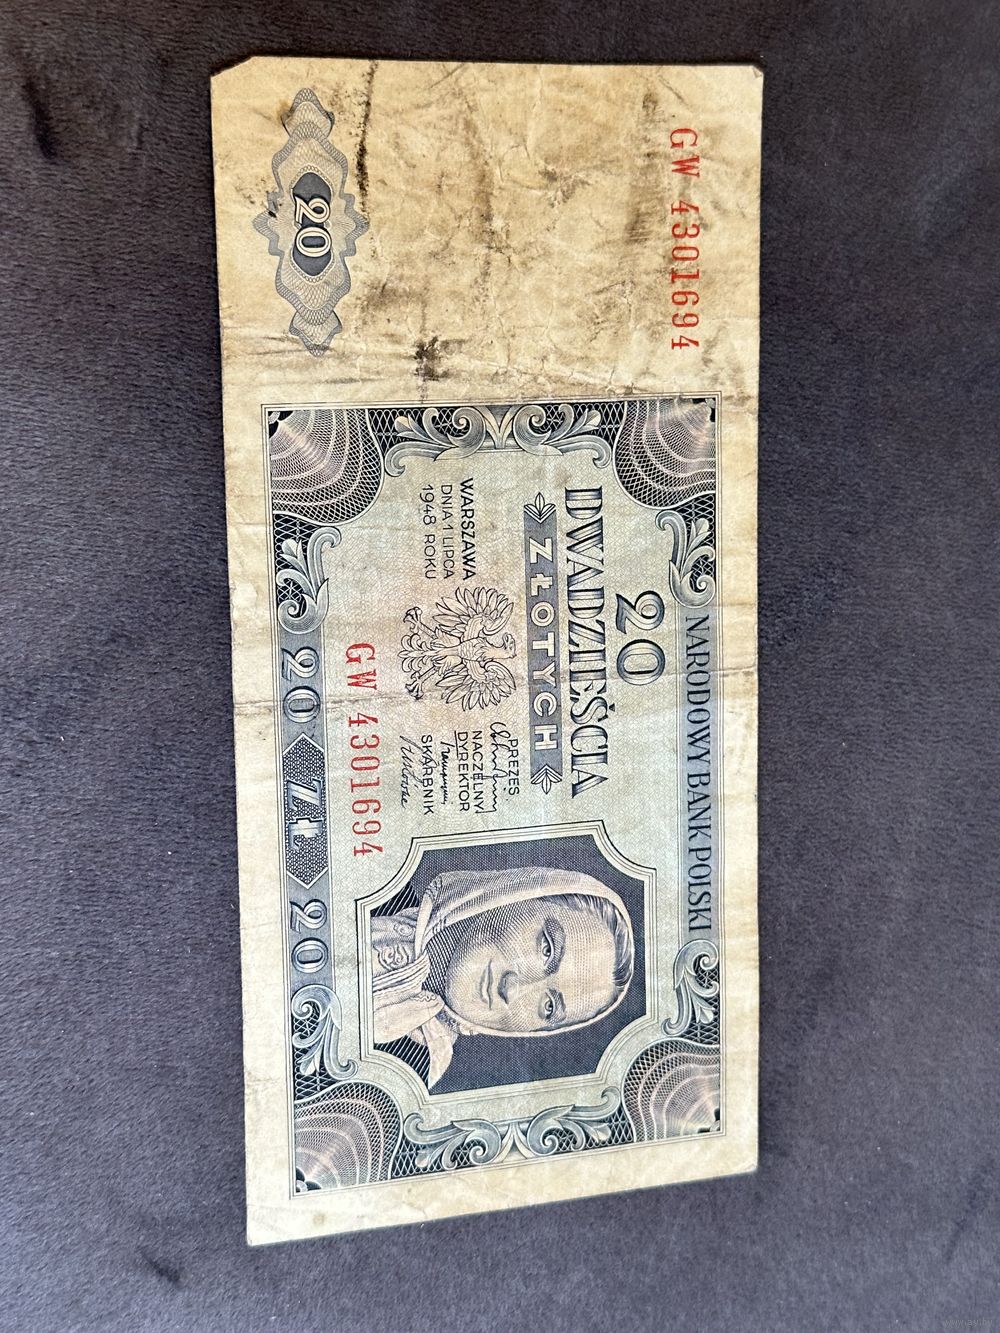 GW 4301694
20
NARODOWY BANK POLSKI
20
DWADZIEŚCIA
ZŁOTYCH
WARSZAWA
DNIA 1 LIPCA
1948 ROKU
PREZES
NACZELNY
DYREKTOR
SKARBNIK
GW 4301694
20 ZŁ 20